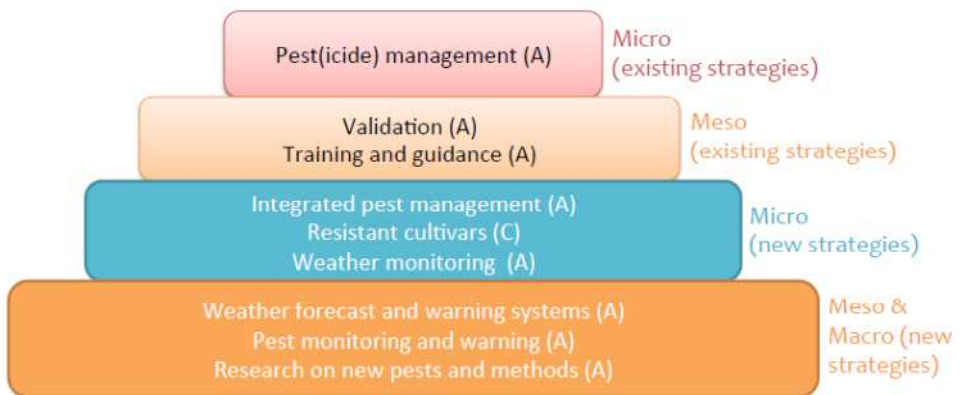 Pest(icide) management (A)
Micro
(existing strategies)
Validation (A)
Training and guidance (A)
Meso
(existing strategies)
Integrated pest management (A)
Resistant cultivars (C)
Weather monitoring (A)
Micro
(new strategies)
Weather forecast and warning systems (A)
Pest monitoring and warning (A)
Research on new pests and methods (A)
Meso &
Macro (new
strategies)